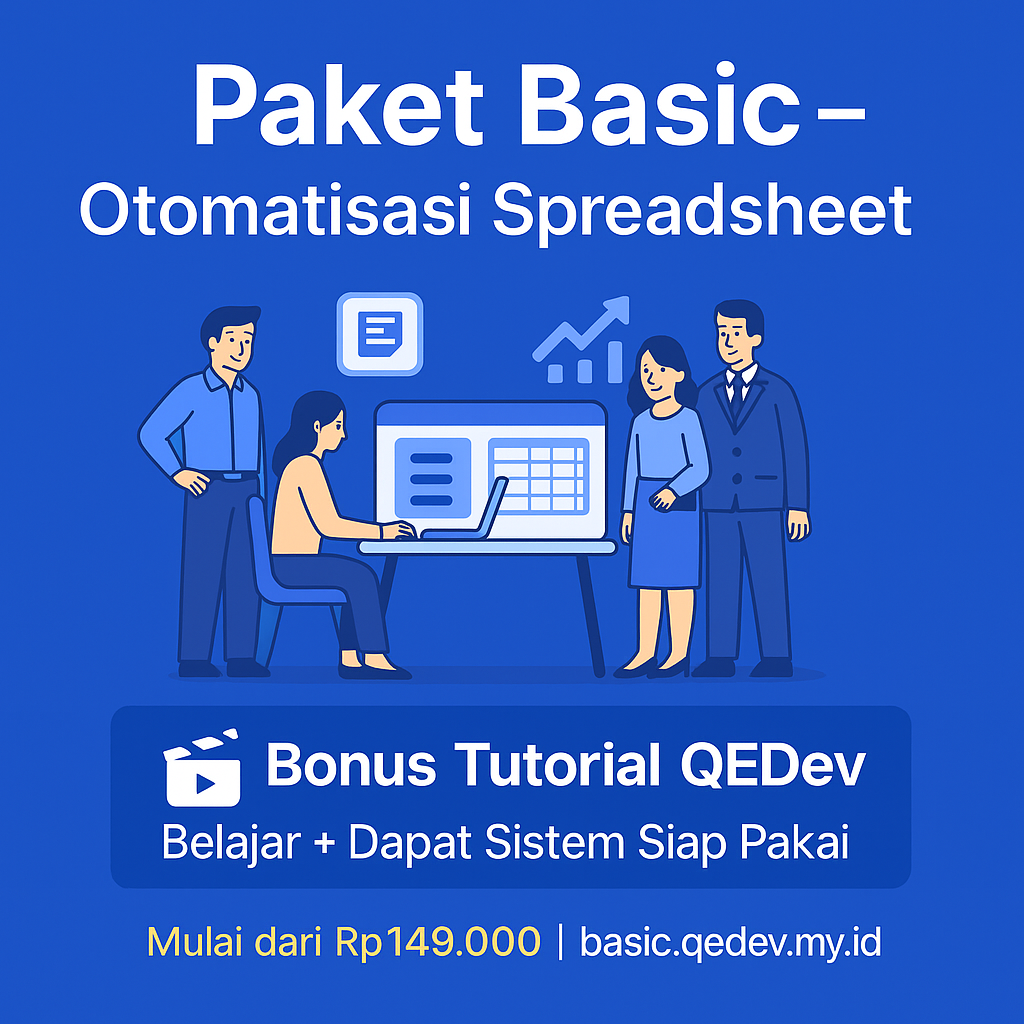 Paket Basic –
Otomatisasi Spreadsheet
Bonus Tutorial QEDev
Belajar + Dapat Sistem Siap Pakai
Mulai dari Rp149.000 | basic.qedev.my.id